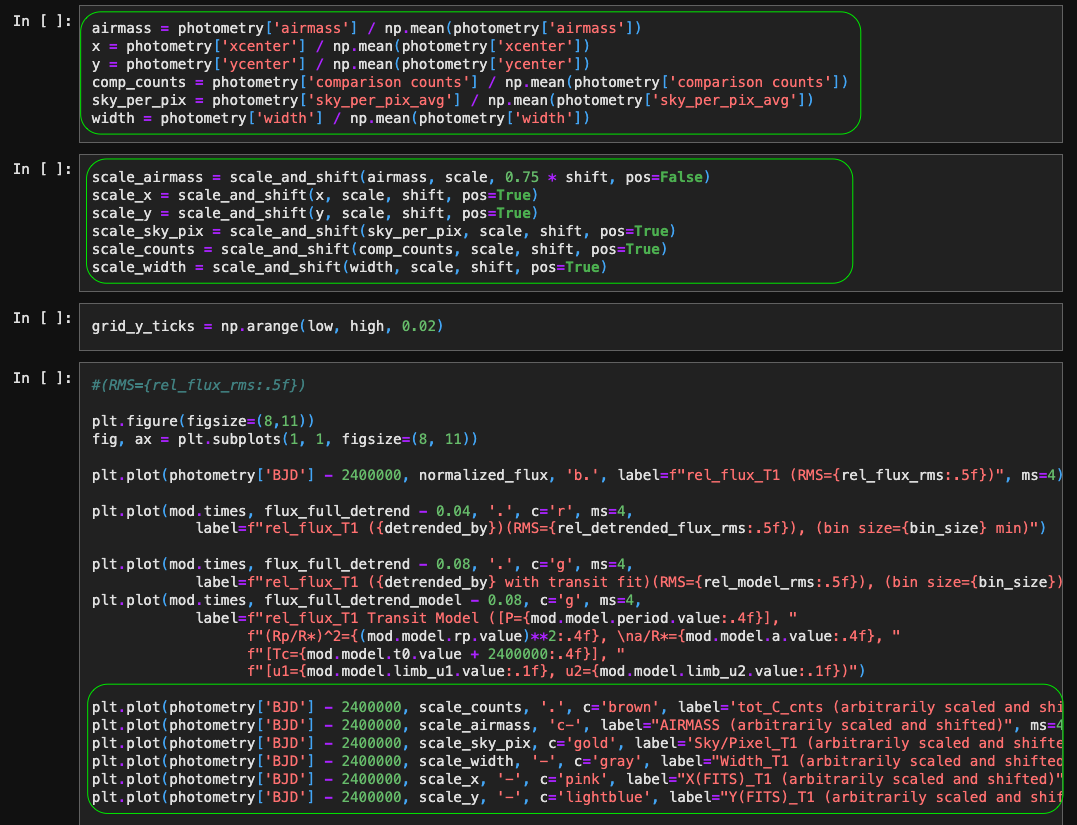 In [ ]:
airmass = photometry['airmass'] / np.mean(photometry['airmass'])
x = photometry['xcenter'] / np.mean(photometry['xcenter'])
y = photometry['ycenter'] / np.mean(photometry['ycenter'])
comp_counts = photometry['comparison counts'] / np.mean(photometry['comparison counts'])
sky_per_pix = photometry['sky_per_pix_avg'] / np.mean(photometry['sky_per_pix_avg'])
width = photometry['width'] / np.mean(photometry['width'])
In [ ]:
scale_airmass = scale_and_shift(airmass, scale, 0.75 * shift, pos=False)
scale_x = scale_and_shift(x, scale, shift, pos=True)
scale_y = scale_and_shift(y, scale, shift, pos=True)
scale_sky_pix = scale_and_shift(sky_per_pix, scale, shift, pos=True)
scale_counts = scale_and_shift(comp_counts, scale, shift, pos=True)
scale_width = scale_and_shift(width, scale, shift, pos=True)
In [ ]:
grid_y_ticks = np.arange(low, high, 0.02)
In [ ]:
#(RMS={rel_flux_rms:.5f})
plt.figure(figsize=(8,11))
fig, ax = plt.subplots(1, 1, figsize=(8, 11))
plt.plot(photometry['BJD'] - 2400000, normalized_flux, 'b.', label=f"rel_flux_T1 (RMS={rel_flux_rms:.5f})", ms=4)
plt.plot(mod.times, flux_full_detrend - 0.04, '.', c='r', ms=4,
label=f"rel_flux_T1 ({detrended_by})(RMS={rel_detrended_flux_rms:.5f}), (bin size={bin_size} min)")
plt.plot(mod.times, flux_full_detrend - 0.08, '.', c='g', ms=4,
label=f"rel_flux_T1 ({detrended_by} with transit fit)(RMS={rel_model_rms:.5f}), (bin size={bin_size})
plt.plot(mod.times, flux_full_detrend_model - 0.08, c='g', ms=4,
label=f"rel_flux_T1 Transit Model ([P={mod.model.period.value:.4f}], "
f"(Rp/R*)^2={(mod.model.rp.value)**2:.4f}, \na/R*={mod.model.a.value:.4f}, "
f"[Tc={mod.model.t0.value + 2400000:.4f}], "
f"[u1={mod.model.limb_u1.value:.1f}, u2={mod.model.limb_u2.value:.1f})")
plt.plot(photometry['BJD'] - 2400000, scale_counts, '.', c='brown', label='tot_C_cnts (arbitrarily scaled and shi
plt.plot(photometry['BJD'] - 2400000, scale_airmass, 'c-', label="AIRMASS (arbitrarily scaled and shifted)", ms=4
plt.plot(photometry['BJD'] - 2400000, scale_sky_pix, c='gold', label='Sky/Pixel_T1 (arbitrarily scaled and shifte
plt.plot(photometry['BJD'] - 2400000, scale_width, '-', c='gray', label="Width_T1 (arbitrarily scaled and shifted
plt.plot(photometry['BJD'] - 2400000, scale_x, '-', c='pink', label="X(FITS)_T1 (arbitrarily scaled and shifted)"
plt.plot(photometry['BJD'] - 2400000, scale_y, '-', c='lightblue', label="Y(FITS)_T1 (arbitrarily scaled and shif